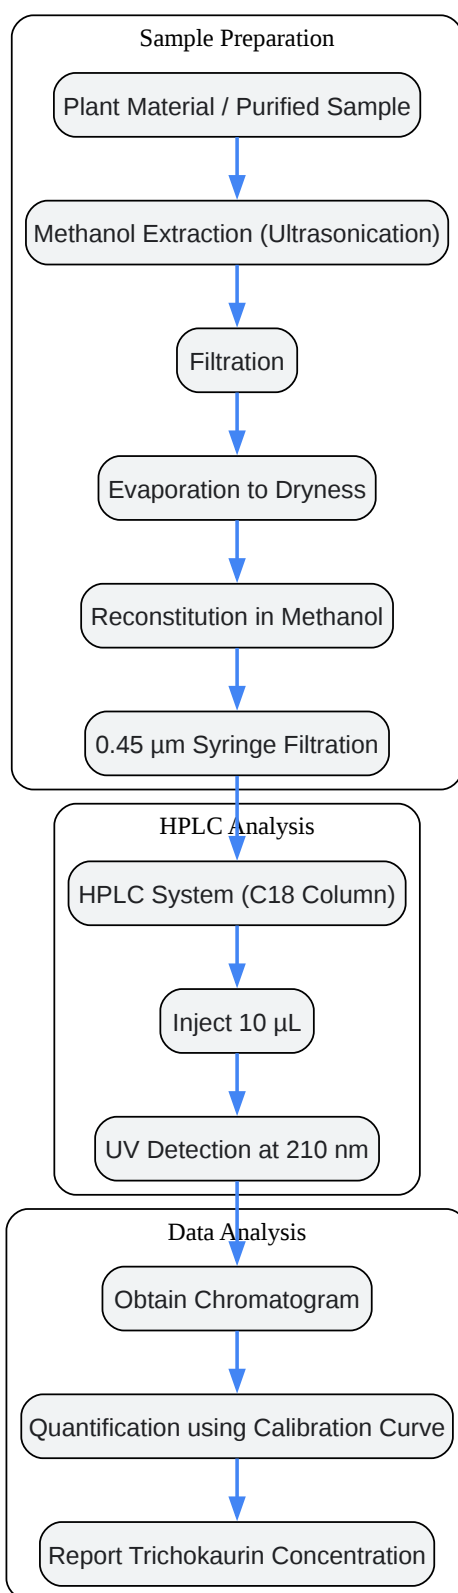 Sample Preparation
Plant Material / Purified Sample
Methanol Extraction (Ultrasonication)
Filtration
Evaporation to Dryness
Reconstitution in Methanol
0.45 µm Syringe Filtration
HPLC Analysis
HPLC System (C18 Column)
Inject 10 µL
UV Detection at 210 nm
Data Analysis
Obtain Chromatogram
Quantification using Calibration Curve
Report Trichokaurin Concentration